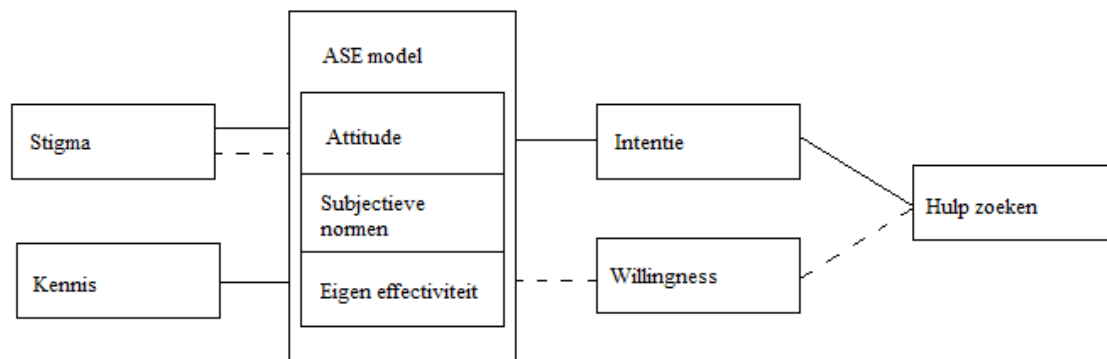 ASE model
Stigma
Attitude
Intentie
Subjectieve
normen
Hulp zoeken
Kennis
Eigen effectiviteit
Willingness